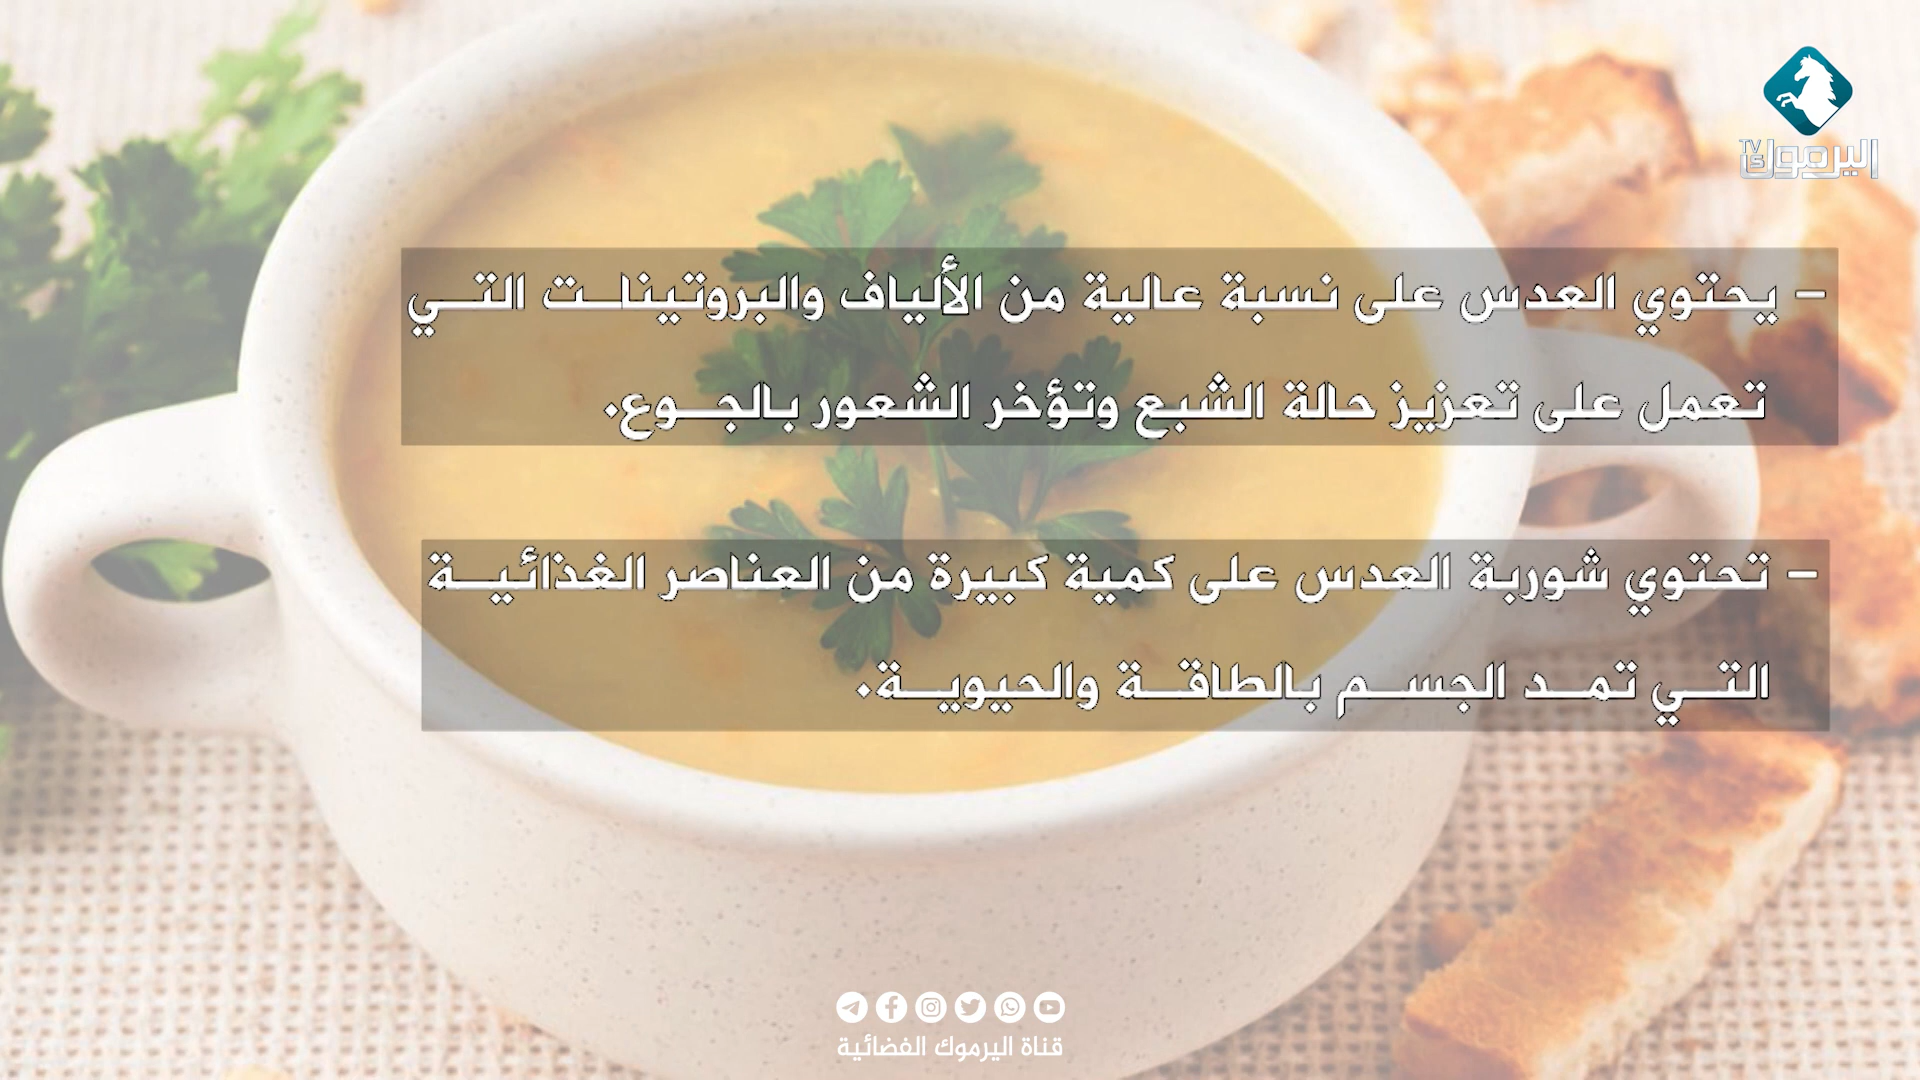 اليرموك
TV
– يحتوي العدس على نسبة عالية من الألياف والبروتينات التي
تعمل على تعزيز حالة الشبع وتؤخر الشعور بالجوع.
– تحتوي شوربة العدس على كمية كبيرة من العناصر الغذائية
التي تمد الجسم بالطاقة والحيوية.
قناة اليرموك الفضائية